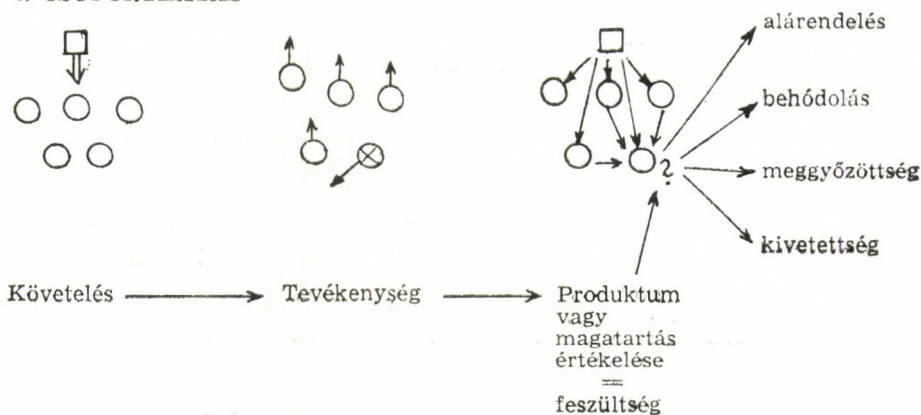 alárendelés
behódolás
meggyőzöttség
kivetettség
?
Követelés
Tevékenység
Produktum
vagy
magatartás
értékelése
=
feszültség